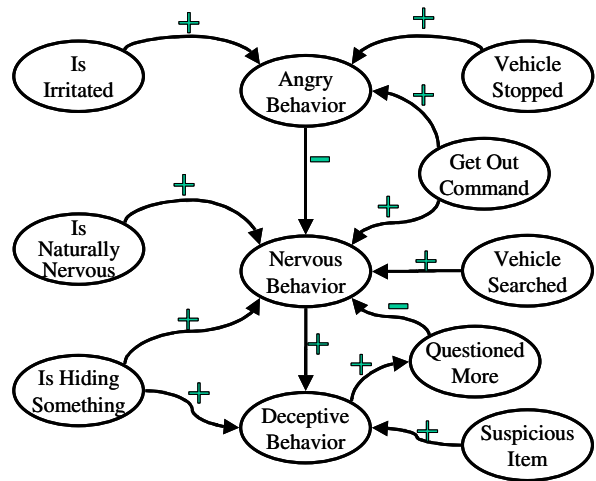 +
+
Is
Irritated
Angry
Behavior
Vehicle
Stopped
+
Get Out
Command
−
+
+
Is
Naturally
Nervous
Nervous
Behavior
+
Vehicle
Searched
−
+
+
+
Questioned
More
Is Hiding
Something
+
Deceptive
Behavior
+
Suspicious
Item